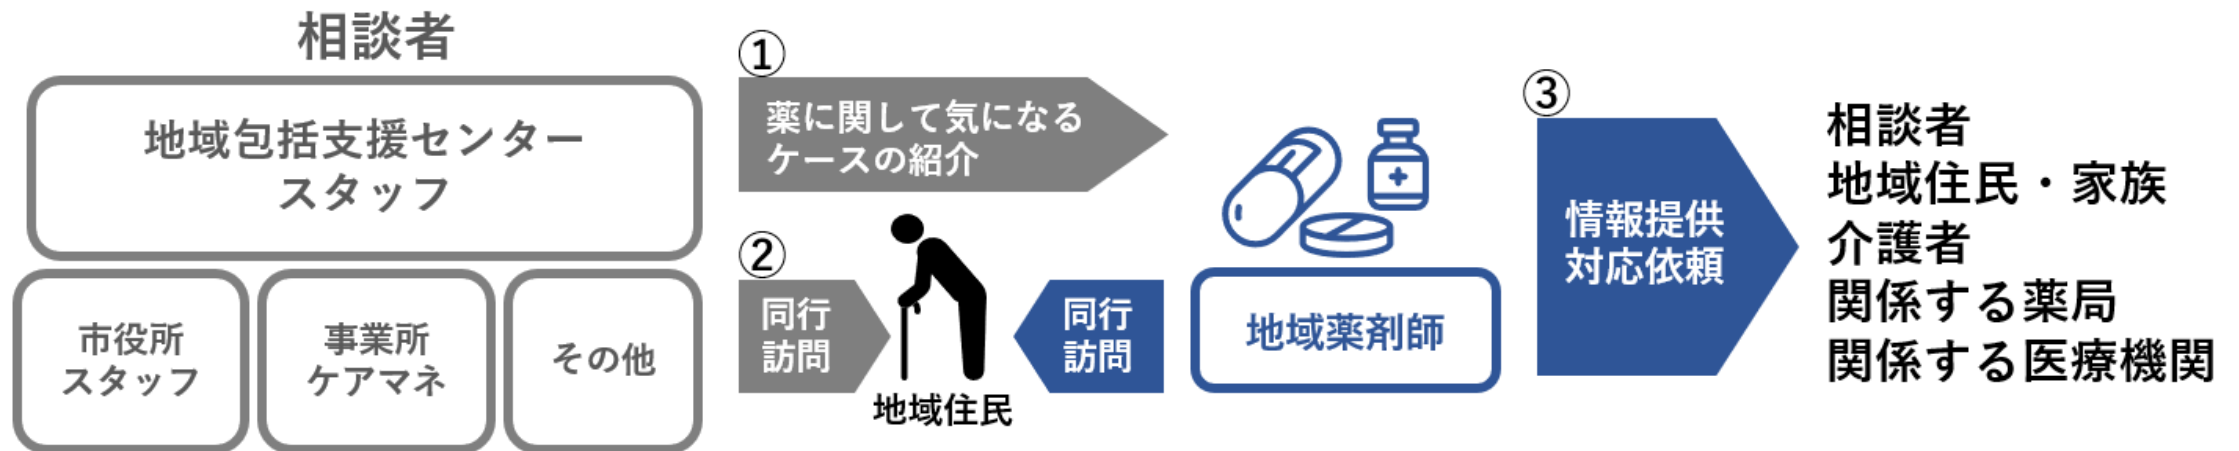 相談者
地域包括支援センター
スタッフ
市役所
スタッフ
事業所
ケアマネ
その他
①
薬に関して気になる
ケースの紹介
②
同行
訪問
地域住民
同行
訪問
地域薬剤師
③
情報提供
対応依頼
相談者
地域住民・家族
介護者
関係する薬局
関係する医療機関